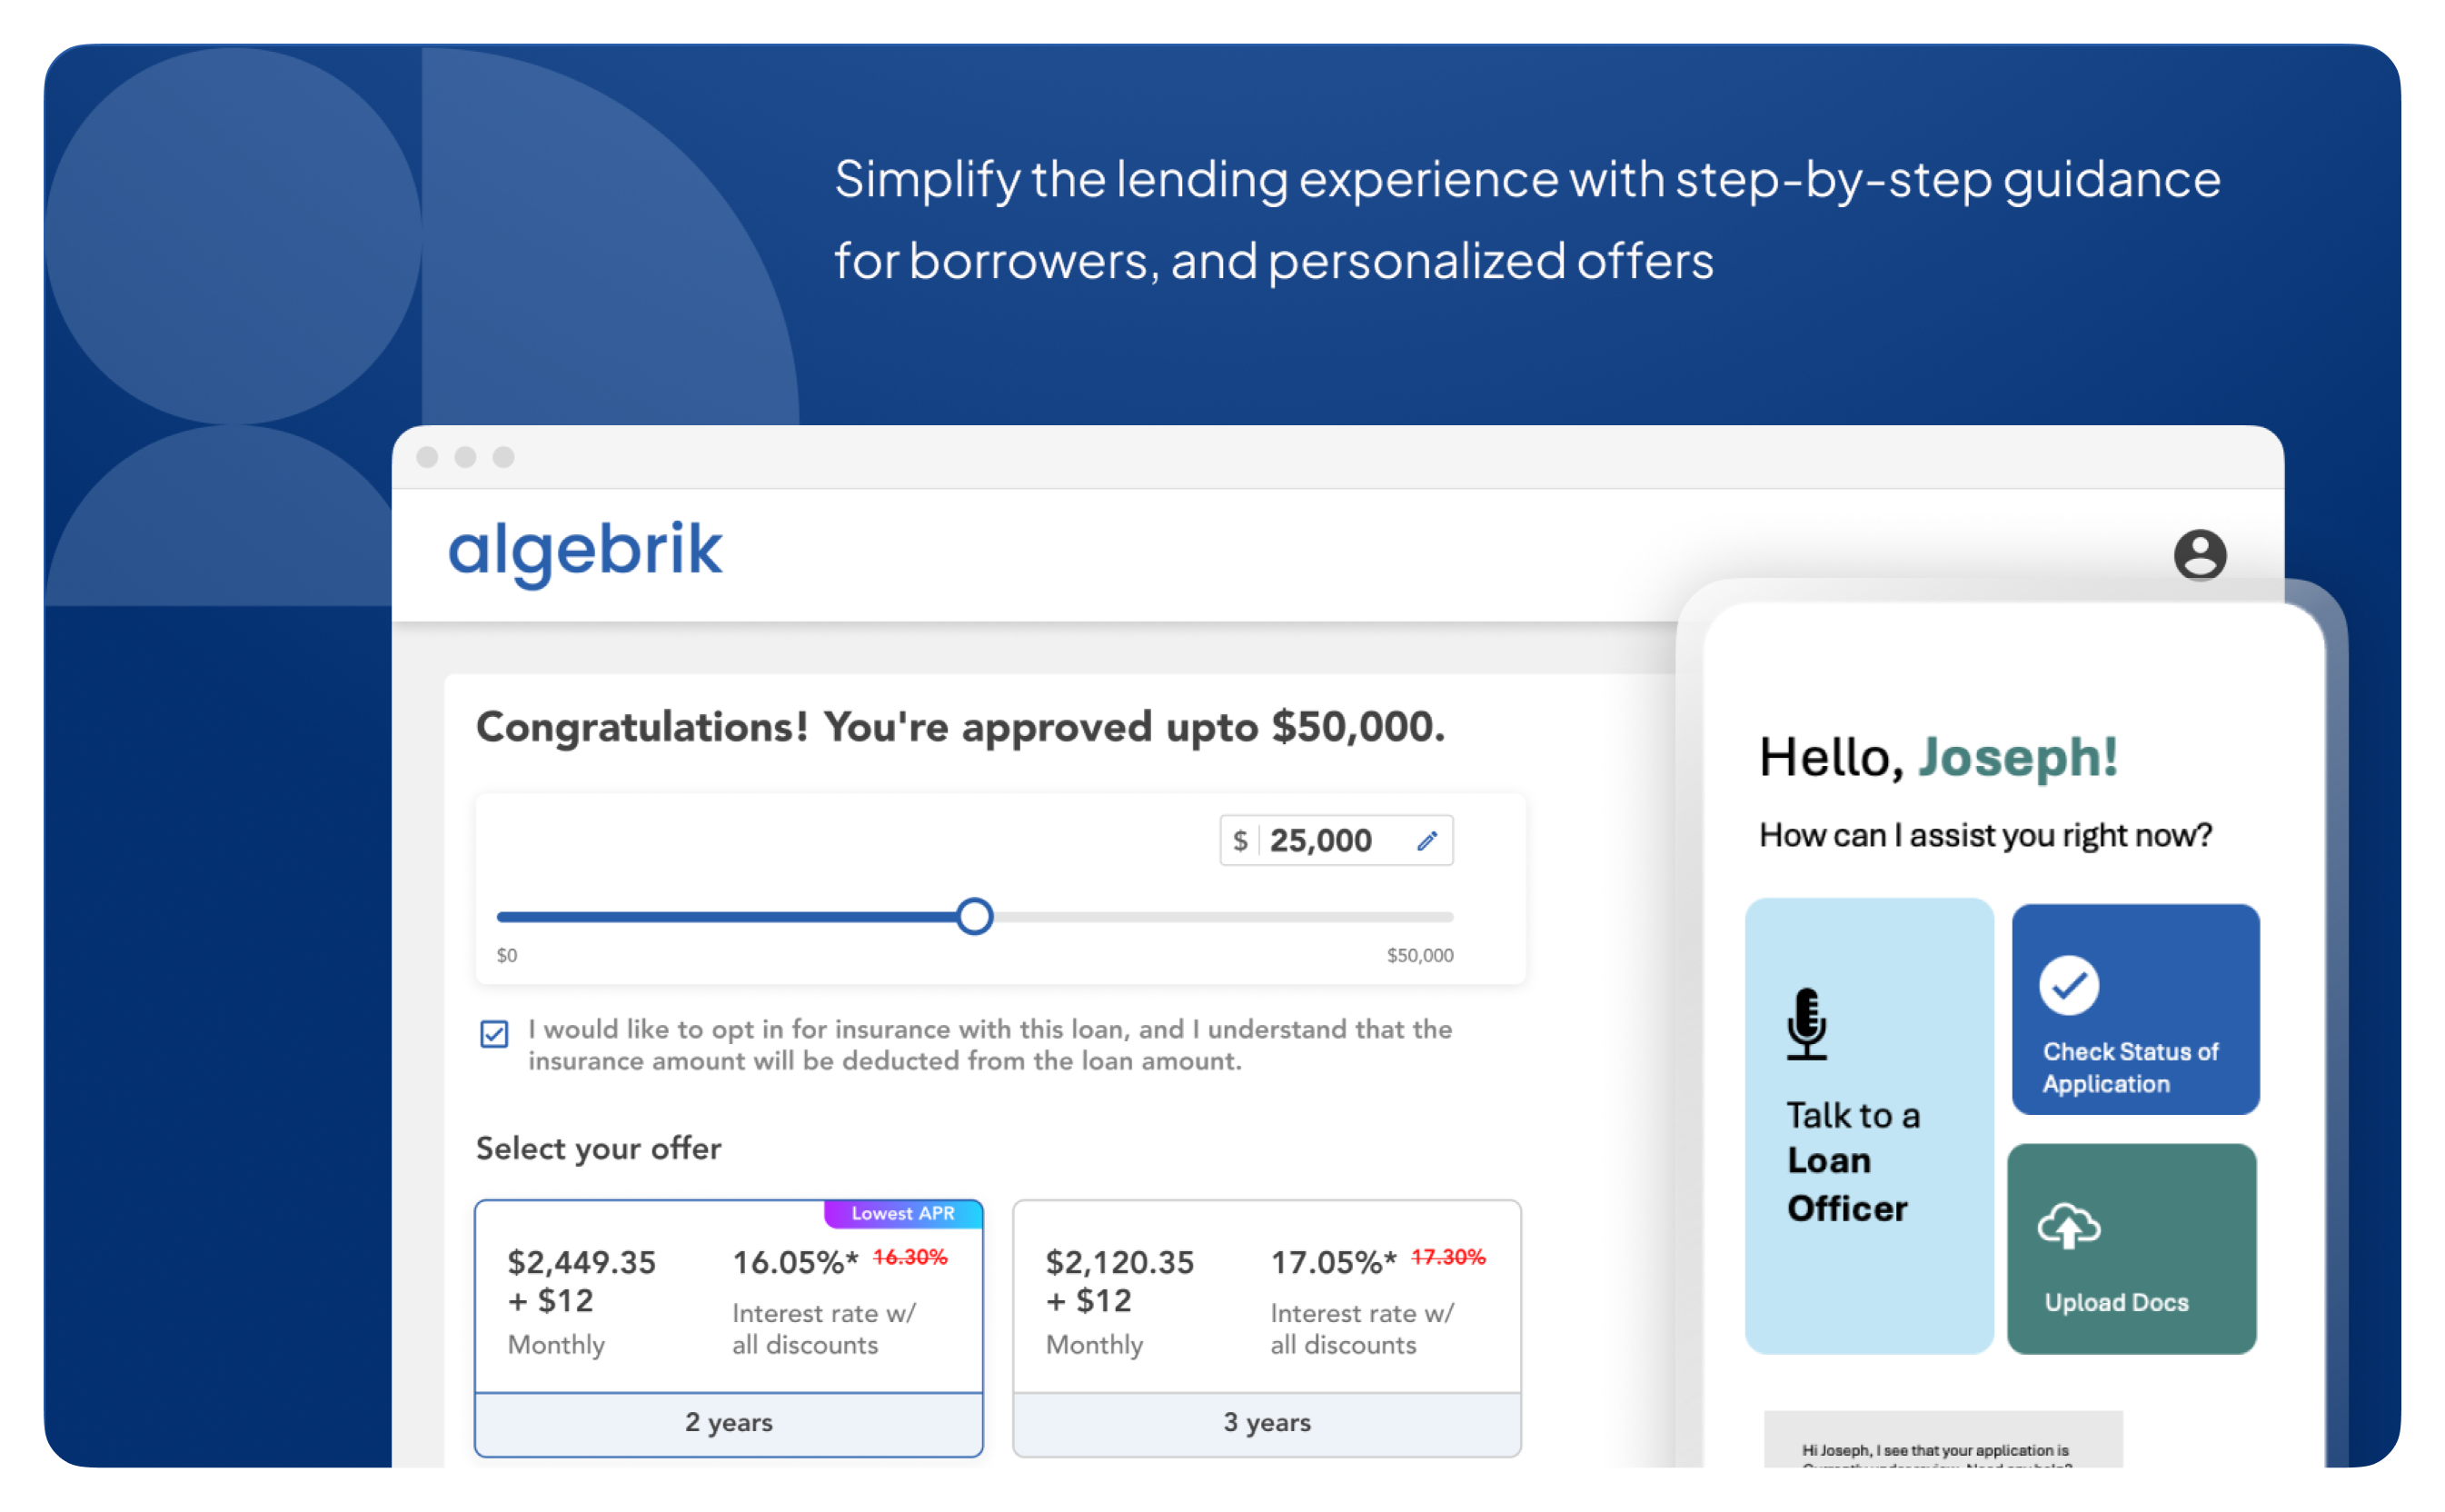 Simplify the lending experience with step-by-step guidance
for borrowers, and personalized offers
algebrik
Congratulations! You're approved upto $50,000.
$ 25,000
$0
$50,000
I would like to opt in for insurance with this loan, and I understand that the
insurance amount will be deducted from the loan amount.
Select your offer
Lowest APR
$2,449.35
+ $12
Monthly
16.05%* 16.30%
Interest rate w/
all discounts
2 years
$2,120.35
+ $12
Monthly
17.05%* 17.30%
Interest rate w/
all discounts
3 years
Hello, Joseph!
How can I assist you right now?
Talk to a
Loan
Officer
Check Status of
Application
Upload Docs
Hi Joseph, I see that your application is